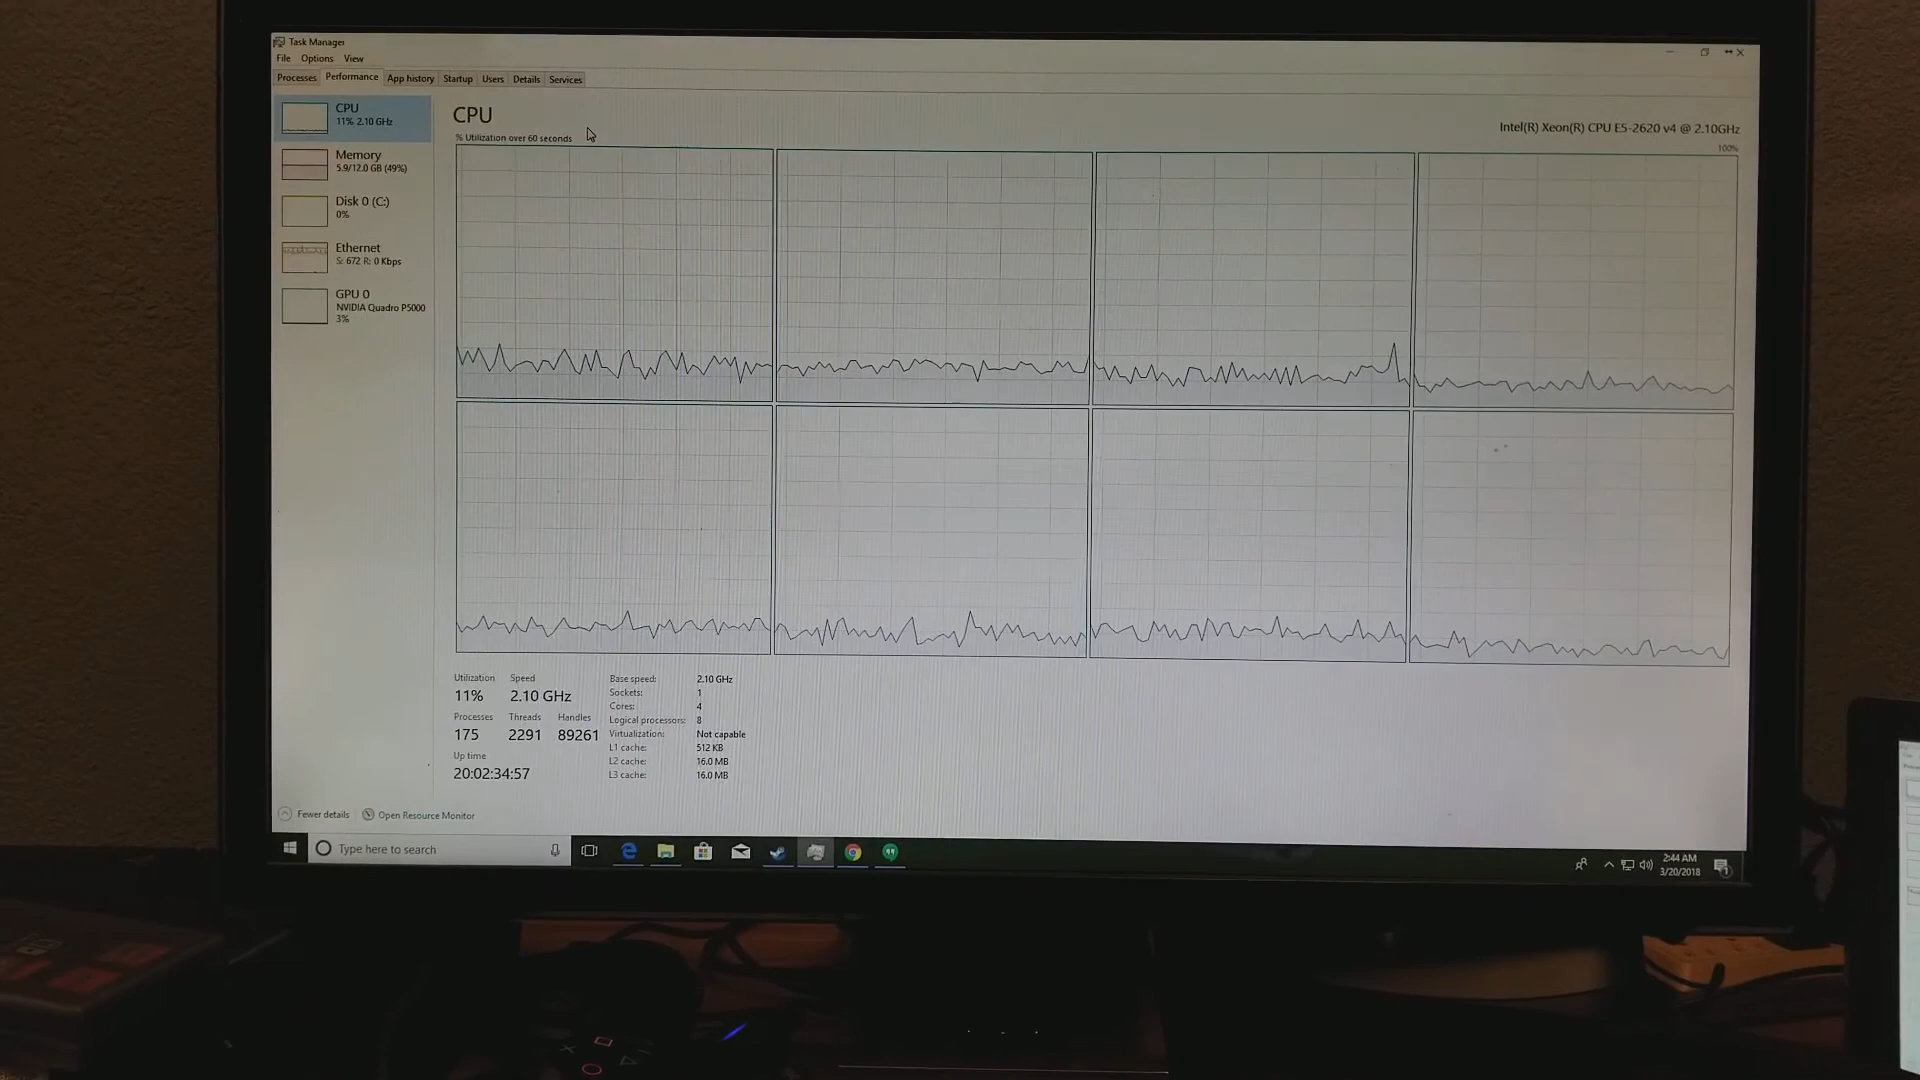 Task Manager
File Options View
Processes Performance App history Startup Users Details Services
CPU
11% 2.10 GHz
Memory
5.9/12.0 GB (49%)
Disk 0 (C:)
0%
Ethernet
S: 672 R: 0 Kbps
GPU 0
NVIDIA Quadro P5000
3%
CPU
Intel(R) Xeon(R) CPU E5-2620 v4 @ 2.10GHz
% Utilization over 60 seconds
100%
Utilization Speed
11% 2.10 GHz
Processes Threads Handles
175 2291 89261
Up time
20:02:34:57
Base speed: 2.10 GHz
Sockets: 1
Cores: 4
Logical processors: 8
Virtualization: Not capable
L1 cache: 512 KB
L2 cache: 16.0 MB
L3 cache: 16.0 MB
Fewer details Open Resource Monitor
Type here to search
2:44 AM
3/20/2018